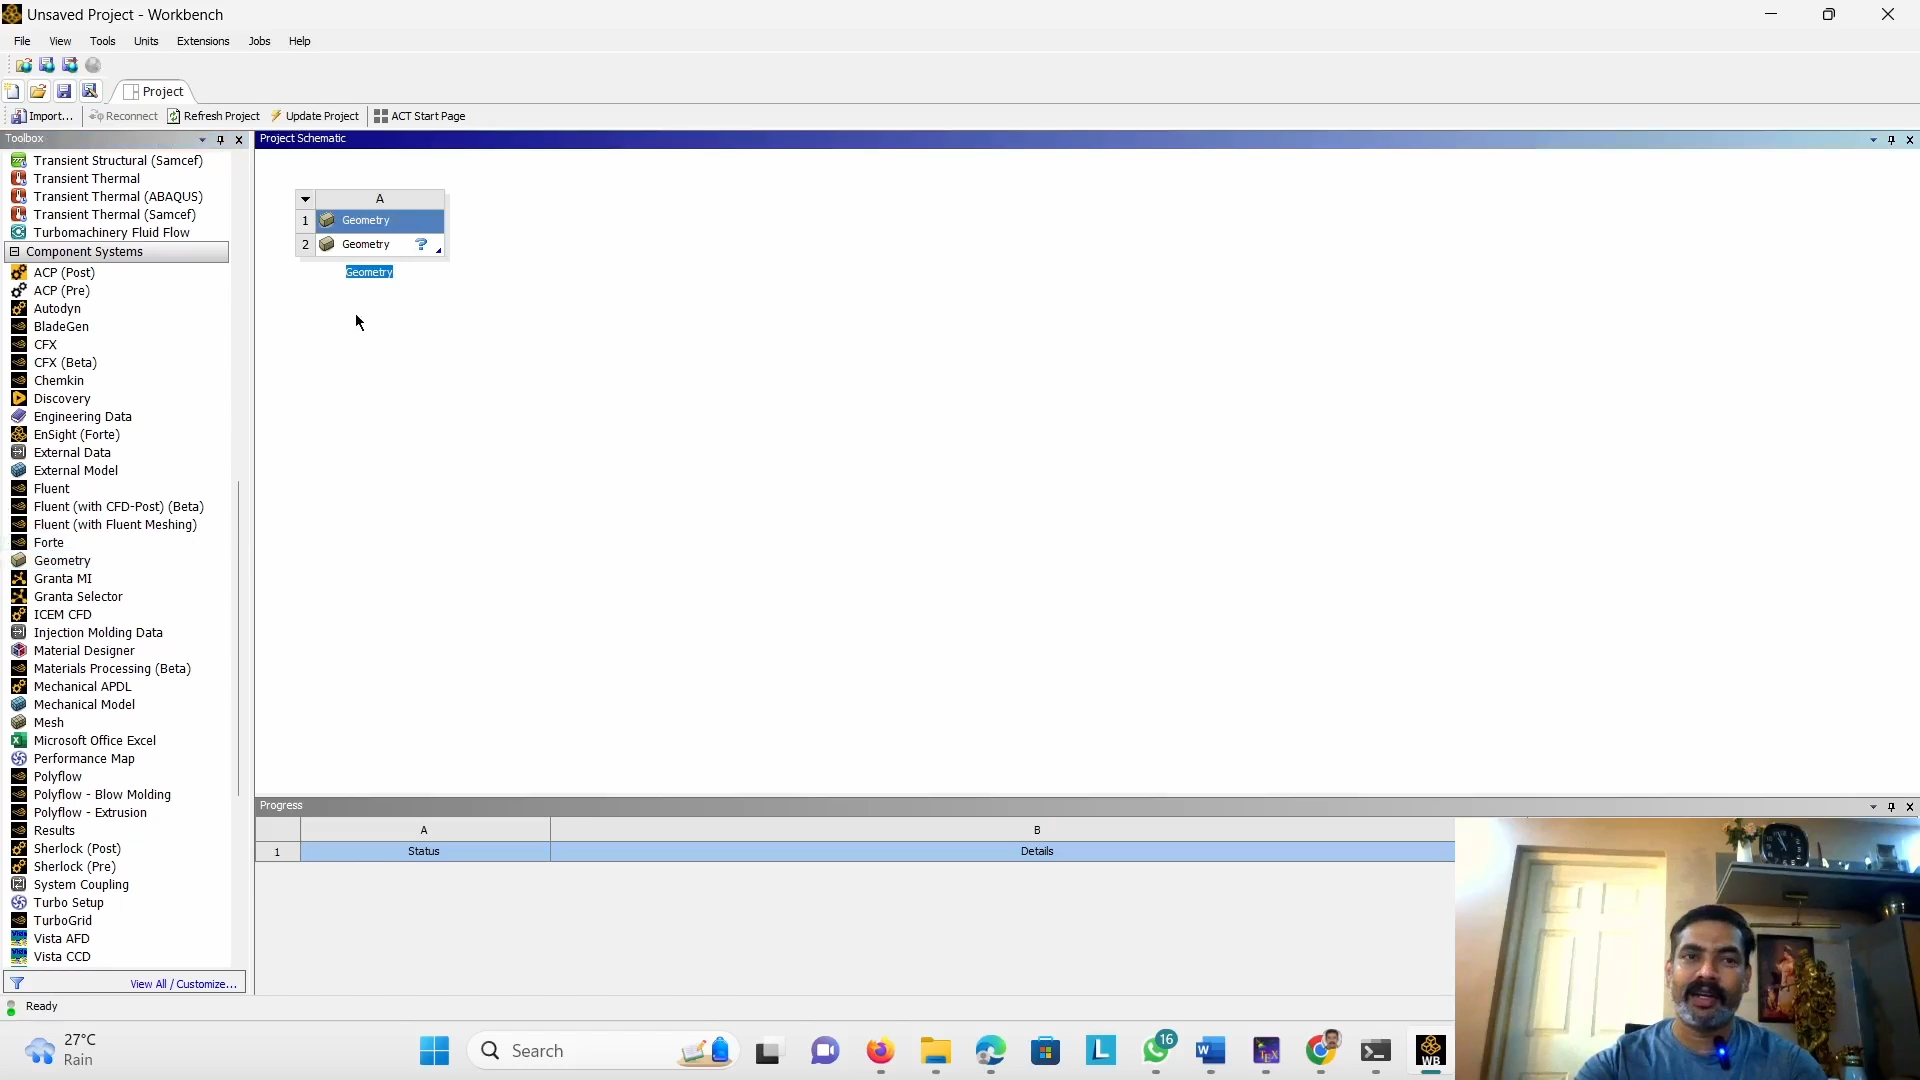 Unsaved Project - Workbench
File View Tools Units Extensions Jobs Help
Project
Import... Reconnect Refresh Project Update Project ACT Start Page
Toolbox
Transient Structural (Samcef)
Transient Thermal
Transient Thermal (ABAQUS)
Transient Thermal (Samcef)
Turbomachinery Fluid Flow
Component Systems
ACP (Post)
ACP (Pre)
Autodyn
BladeGen
CFX
CFX (Beta)
Chemkin
Discovery
Engineering Data
EnSight (Forte)
External Data
External Model
Fluent
Fluent (with CFD-Post) (Beta)
Fluent (with Fluent Meshing)
Forte
Geometry
Granta MI
Granta Selector
ICEM CFD
Injection Molding Data
Material Designer
Materials Processing (Beta)
Mechanical APDL
Mechanical Model
Mesh
Microsoft Office Excel
Performance Map
Polyflow
Polyflow - Blow Molding
Polyflow - Extrusion
Results
Sherlock (Post)
Sherlock (Pre)
System Coupling
Turbo Setup
TurboGrid
Vista AFD
Vista CCD
View All / Customize...
Project Schematic
A
1 Geometry
2 Geometry ?
Geometry
Progress
A B
1 Status Details
Ready
27°C
Rain
Search
16
L
W
TEX
WB